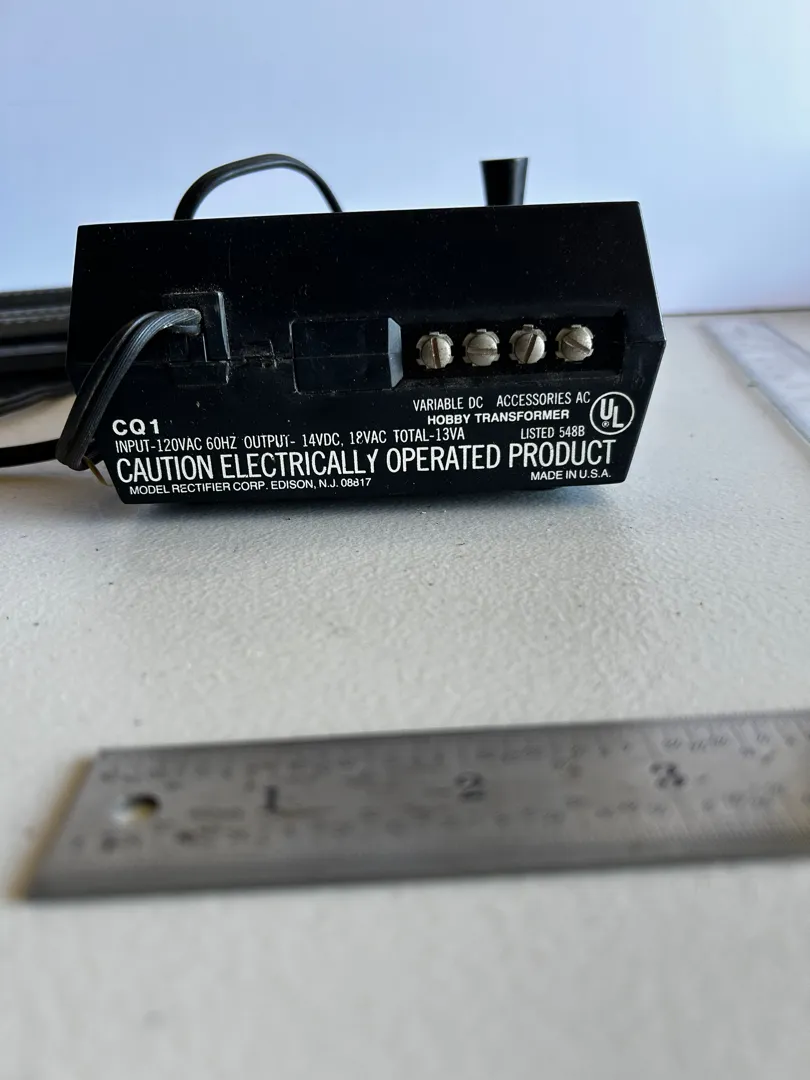 VARIABLE DC ACCESSORIES AC
HOBBY TRANSFORMER
UL
®
LISTED 548B
CQ1
INPUT-120VAC 60HZ OUTPUT- 14VDC, 18VAC TOTAL-13VA
CAUTION ELECTRICALLY OPERATED PRODUCT
MODEL RECTIFIER CORP. EDISON, N.J. 08817
MADE IN U.S.A.
1 2 3